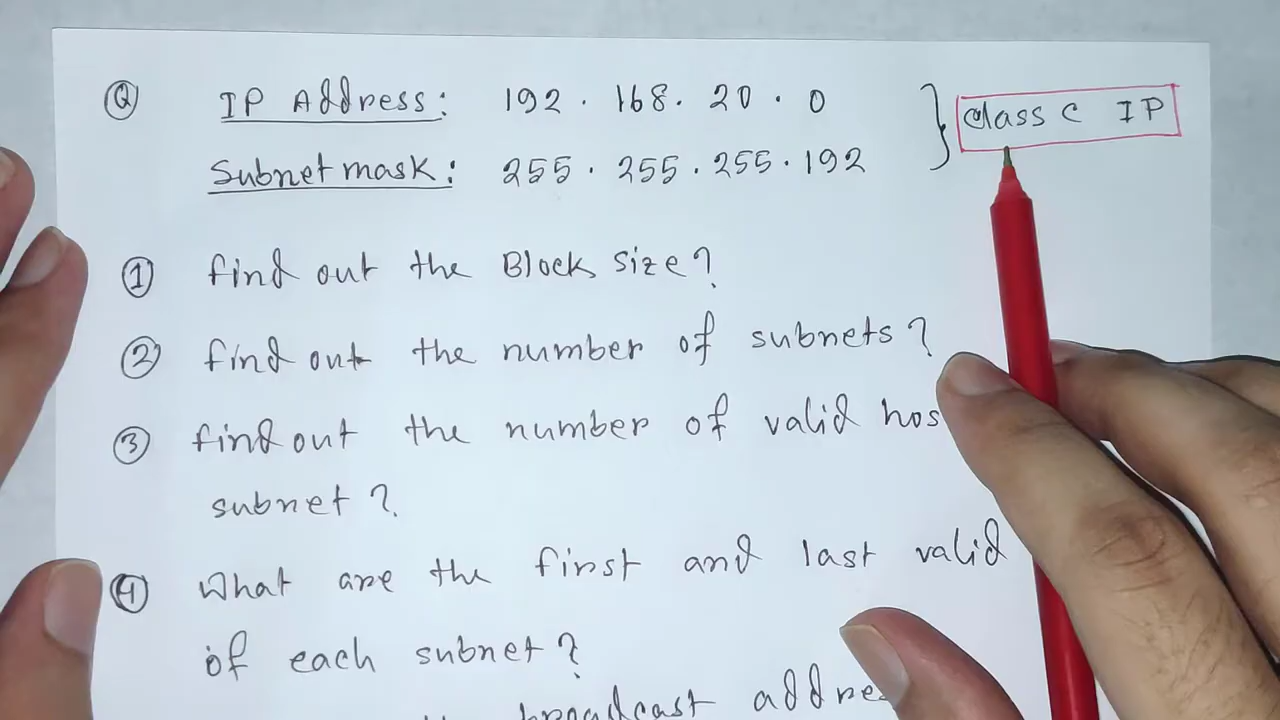 Q IP Address: 192 . 168 . 20 . 0 } Class C IP
Subnet mask: 255 . 255 . 255 . 192
1 find out the Block size?
2 find out the number of subnets?
3 find out the number of valid hos
subnet?
4 What are the first and last valid
of each subnet?
broadcast addre